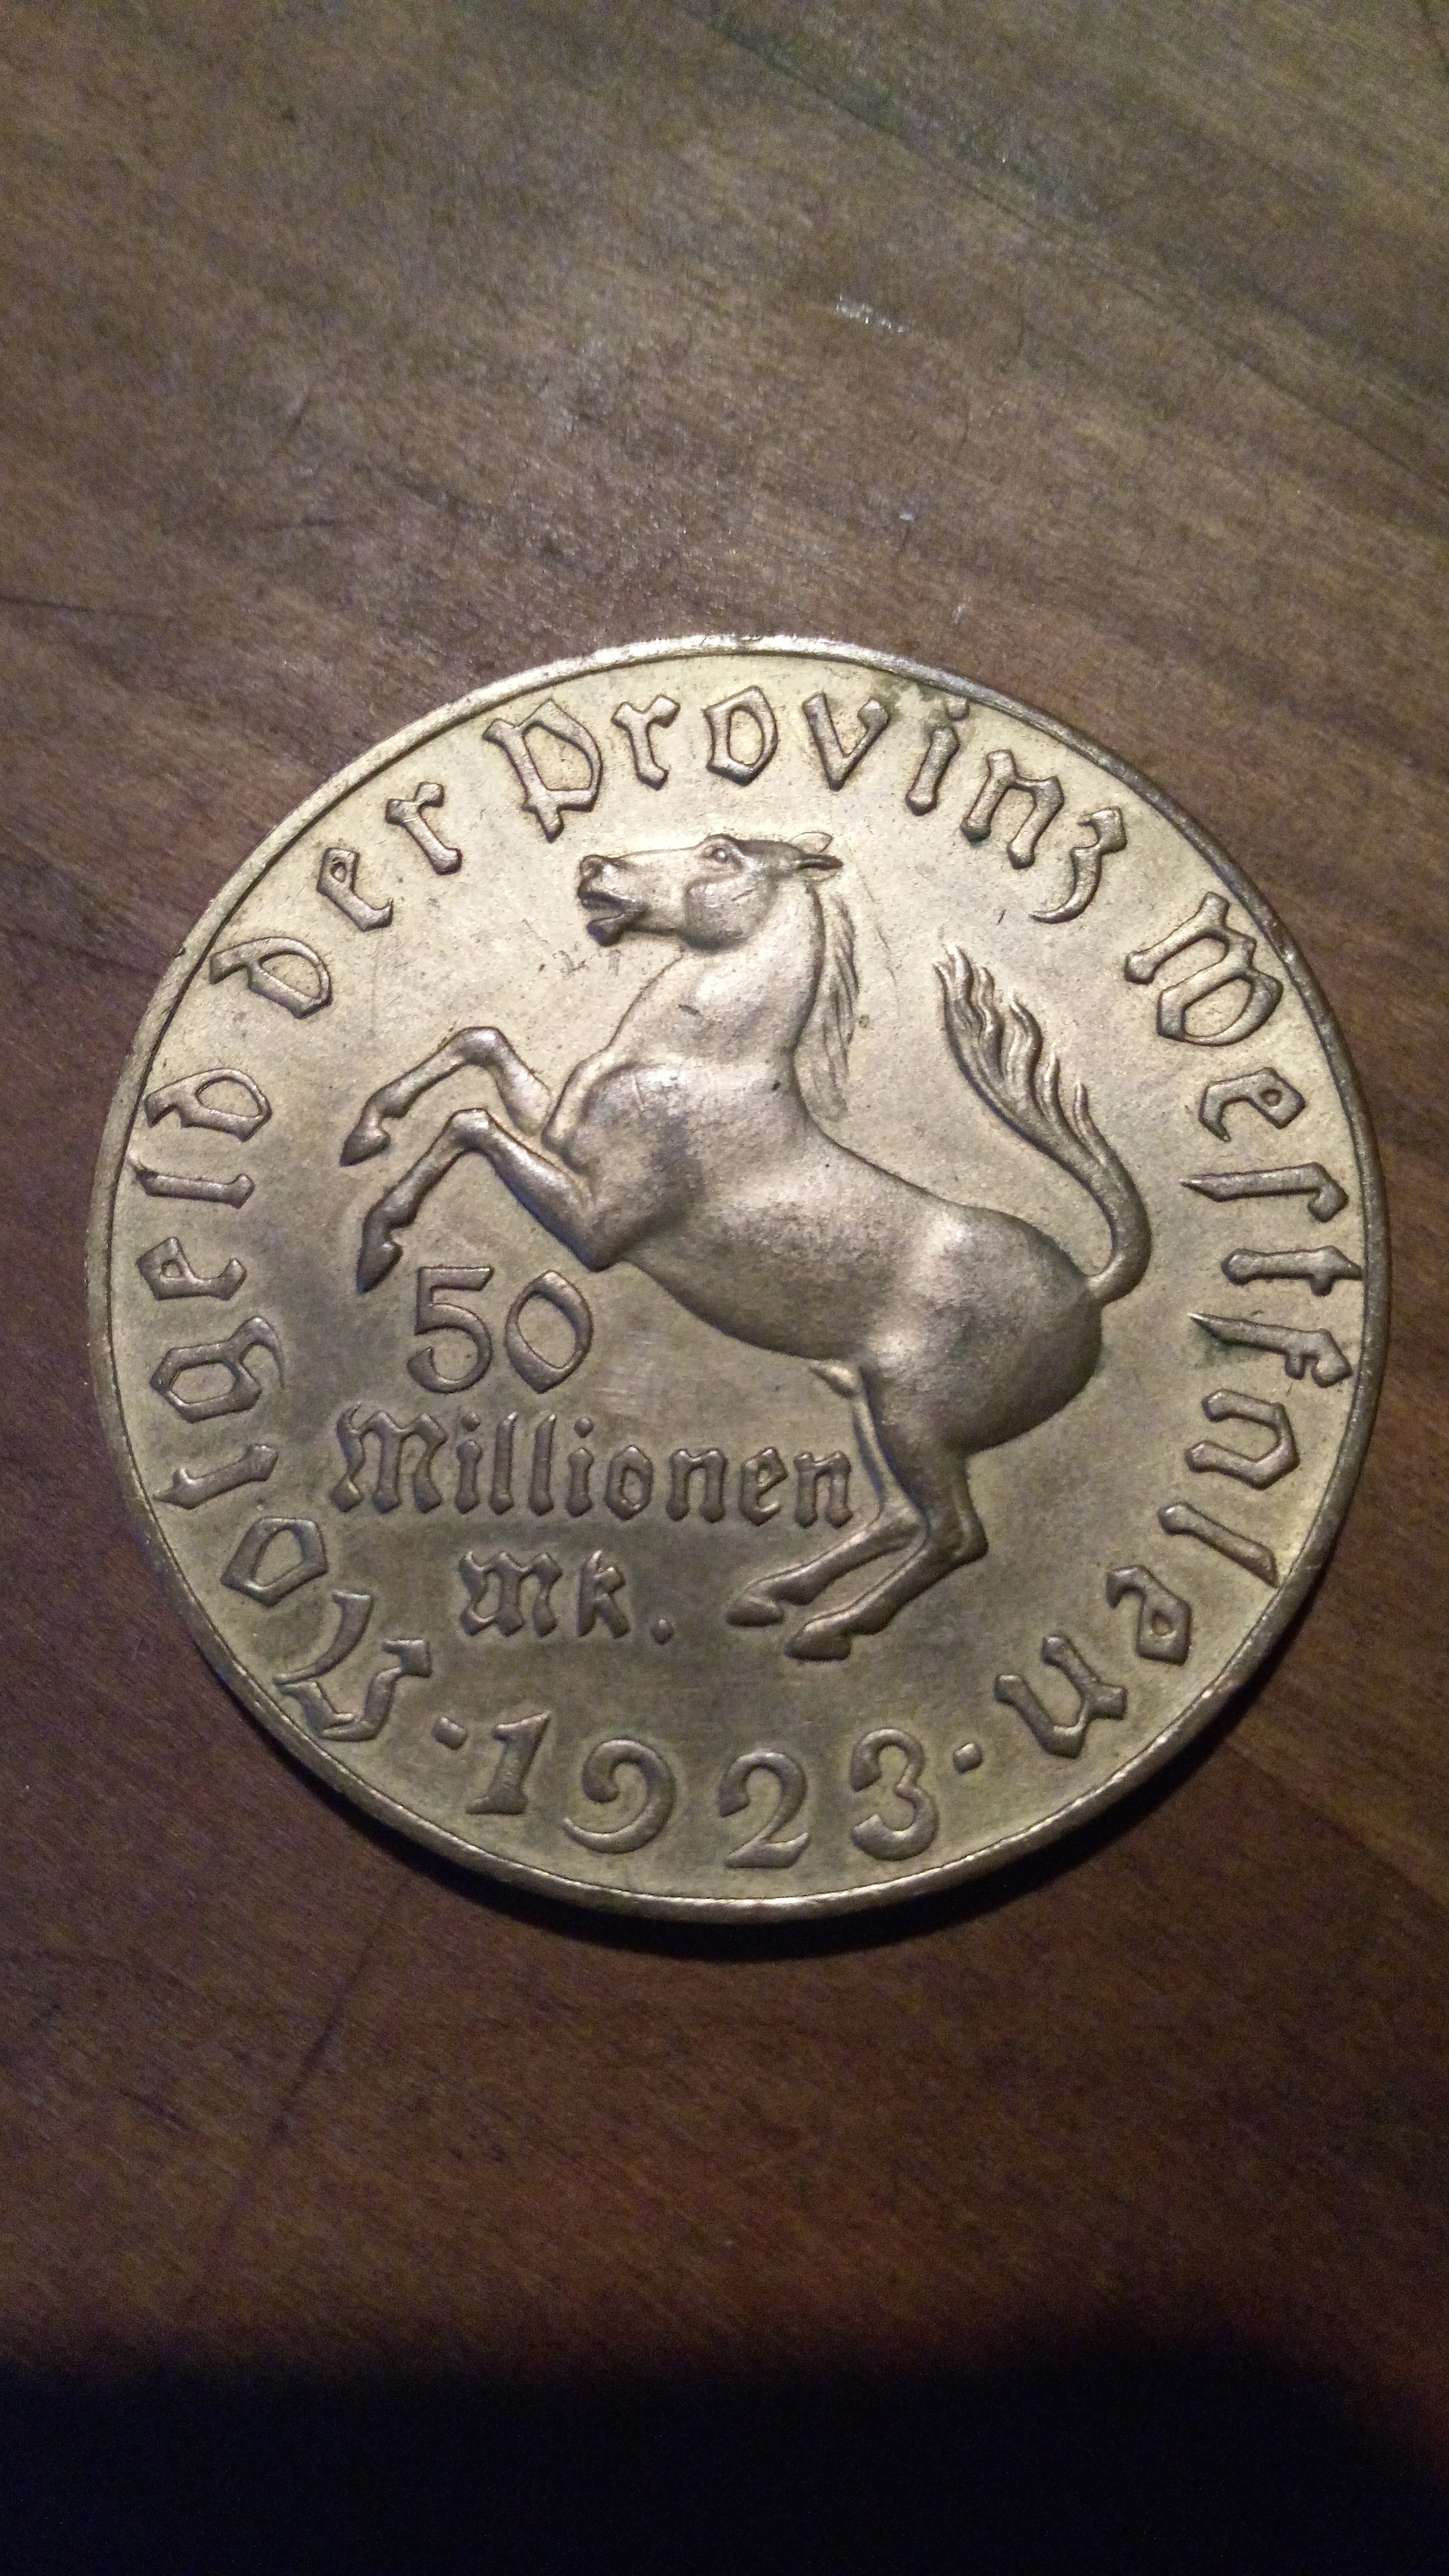 Notgeld der Provinz Westfalen
50
Millionen
Mk.
·1923·